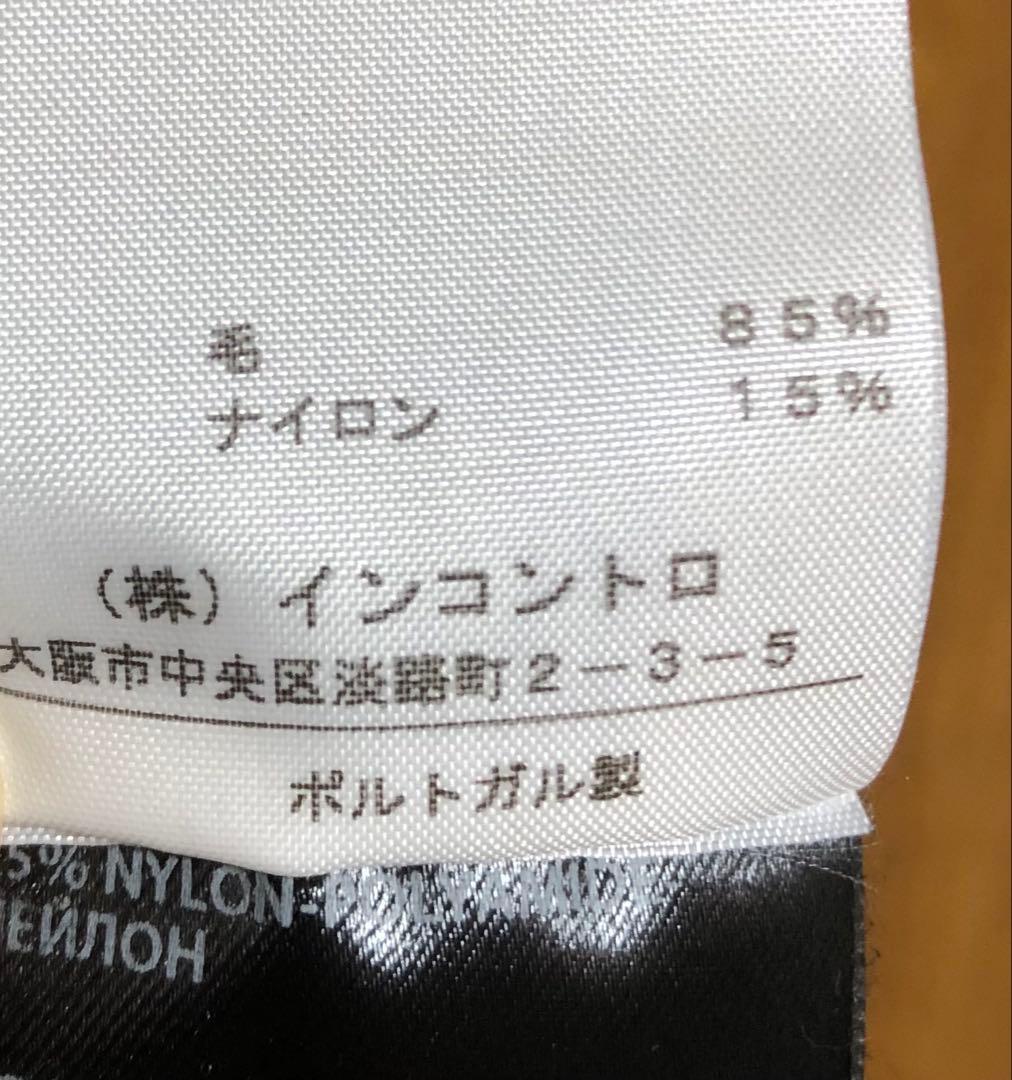 毛 85%
ナイロン 15%
(株) インコントロ
大阪市中央区淡路町2-3-5
ポルトガル製
5% NYLON-POLYAMIDE
ЕЙЛОН